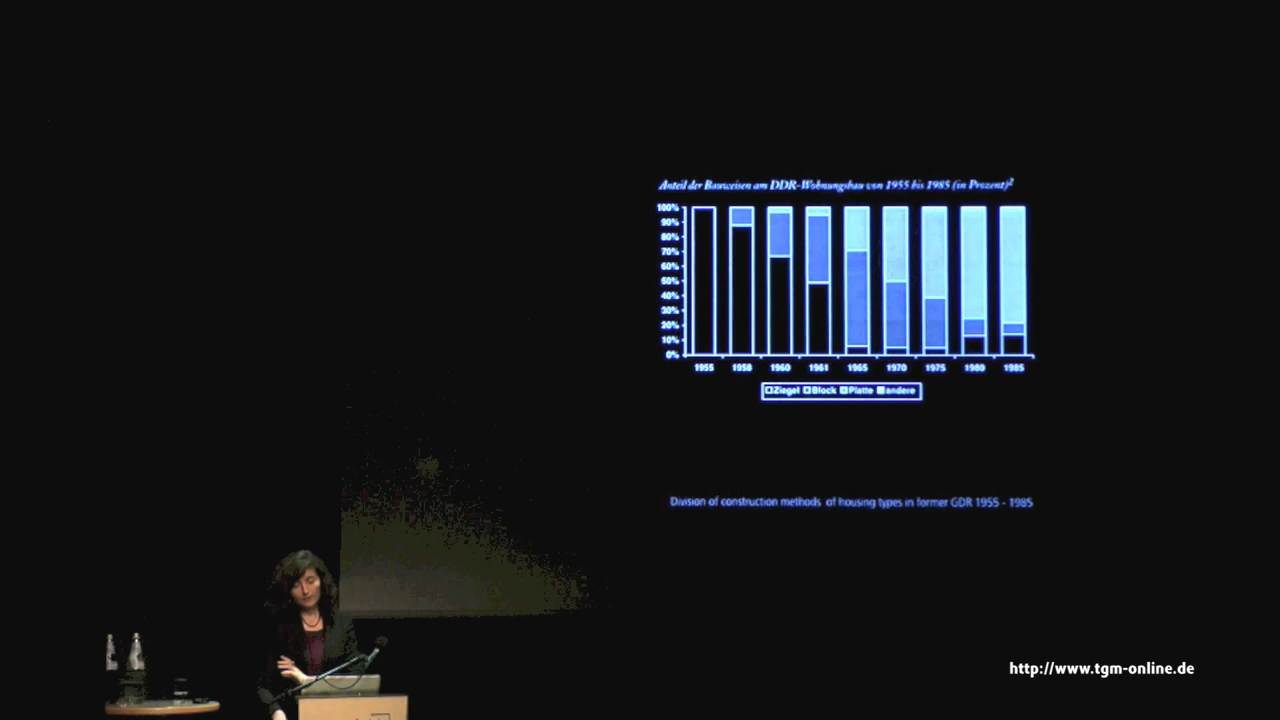 Anteil der Bauweisen am DDR-Wohnungsbau von 1955 bis 1985 (in Prozent)²
100%
90%
80%
70%
60%
50%
40%
30%
20%
10%
0%
1955 1958 1960 1961 1965 1970 1975 1980 1985
Ziegel Block Platte andere
Division of construction methods of housing types in former GDR 1955 - 1985
http://www.tgm-online.de